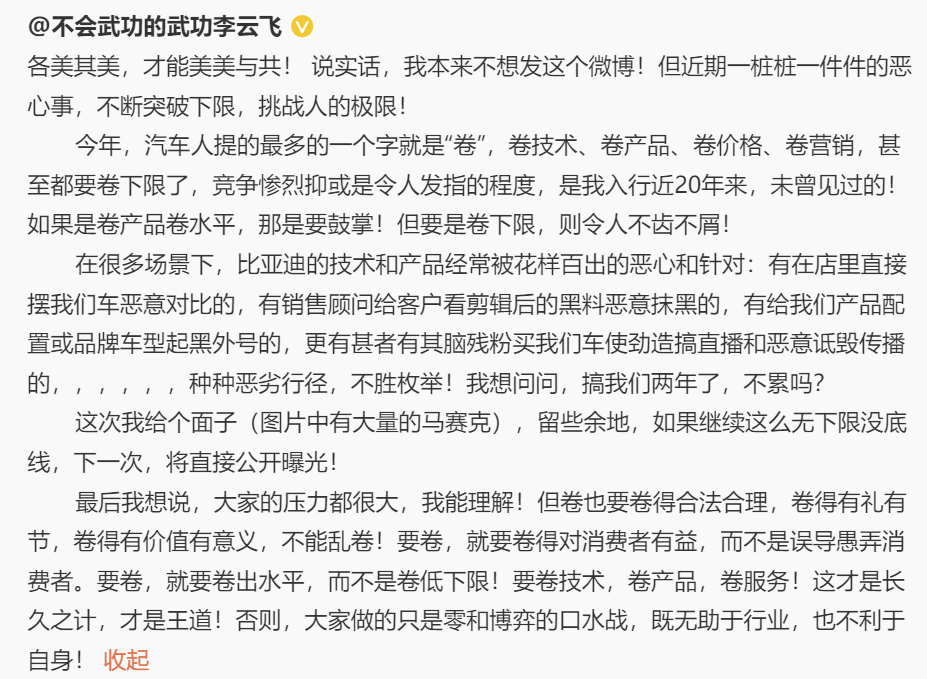 @不会武功的武功李云飞
各美其美，才能美美与共！ 说实话，我本来不想发这个微博！但近期一桩桩一件件的恶
心事，不断突破下限，挑战人的极限！
今年，汽车人提的最多的一个字就是“卷”，卷技术、卷产品、卷价格、卷营销，甚
至都要卷下限了，竞争惨烈抑或是令人发指的程度，是我入行近20年来，未曾见过的！
如果是卷产品卷水平，那是要鼓掌！但要是卷下限，则令人不齿不屑！
在很多场景下，比亚迪的技术和产品经常被花样百出的恶心和针对：有在店里直接
摆我们车恶意对比的，有销售顾问给客户看剪辑后的黑料恶意抹黑的，有给我们产品配
置或品牌车型起黑外号的，更有甚者有其脑残粉买我们车使劲造搞直播和恶意诋毁传播
的，，，，，，种种恶劣行径，不胜枚举！我想问问，搞我们两年了，不累吗？
这次我给个面子（图片中有大量的马赛克），留些余地，如果继续这么无下限没底
线，下一次，将直接公开曝光！
最后我想说，大家的压力都很大，我能理解！但卷也要卷得合法合理，卷得有礼有
节，卷得有价值有意义，不能乱卷！要卷，就要卷得对消费者有益，而不是误导愚弄消
费者。要卷，就要卷出水平，而不是卷低下限！要卷技术，卷产品，卷服务！这才是长
久之计，才是王道！否则，大家做的只是零和博弈的口水战，既无助于行业，也不利于
自身！ 收起